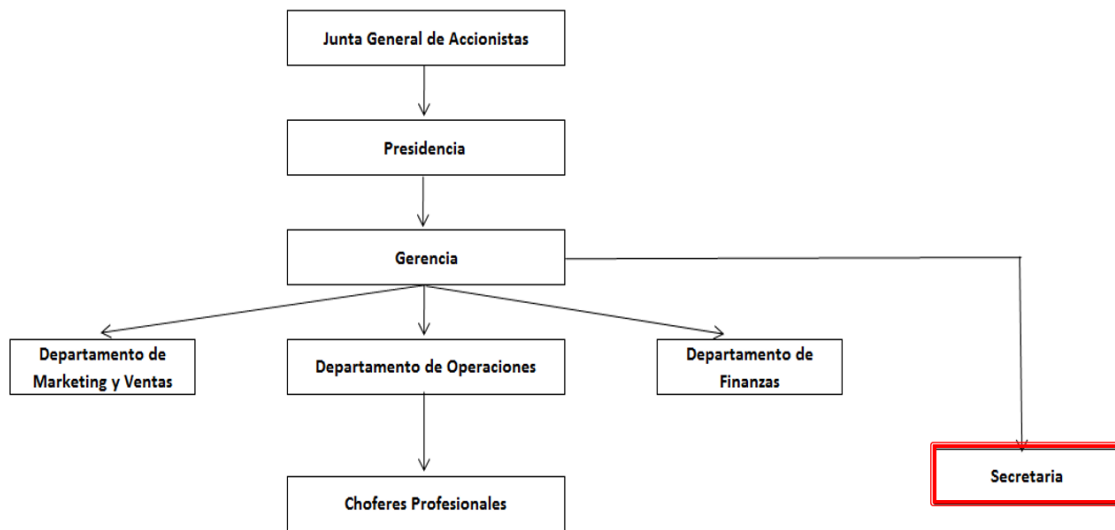 Junta General de Accionistas
Presidencia
Gerencia
Departamento de
Marketing y Ventas
Departamento de Operaciones
Departamento de
Finanzas
Secretaria
Choferes Profesionales